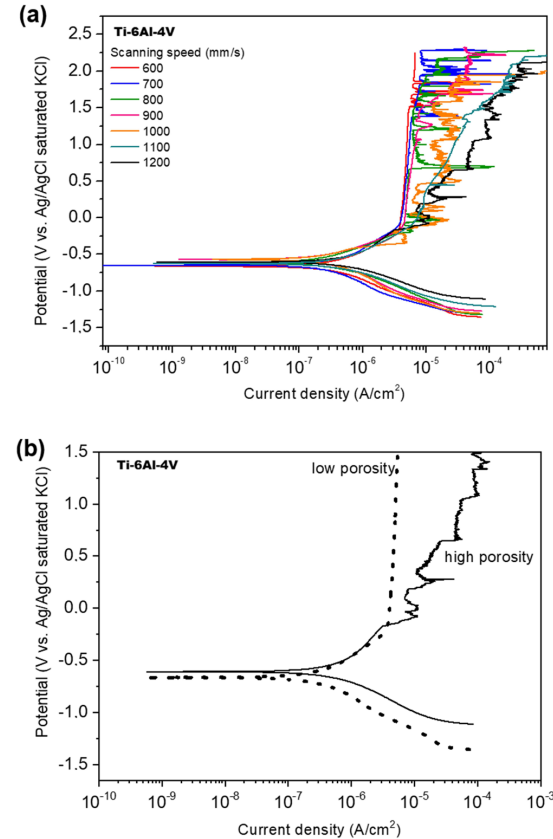 (a)
Ti-6Al-4V
Scanning speed (mm/s)
600
700
800
900
1000
1100
1200
2.5
2.0
1.5
1.0
0.5
0.0
-0.5
-1.0
-1.5
Potential (V vs. Ag/AgCl saturated KCl)
10⁻¹⁰ 10⁻⁹ 10⁻⁸ 10⁻⁷ 10⁻⁶ 10⁻⁵ 10⁻⁴
Current density (A/cm²)
(b)
Ti-6Al-4V
low porosity
high porosity
1.5
1.0
0.5
0.0
-0.5
-1.0
-1.5
Potential (V vs. Ag/AgCl saturated KCl)
10⁻¹⁰ 10⁻⁹ 10⁻⁸ 10⁻⁷ 10⁻⁶ 10⁻⁵ 10⁻⁴ 10⁻³
Current density (A/cm²)